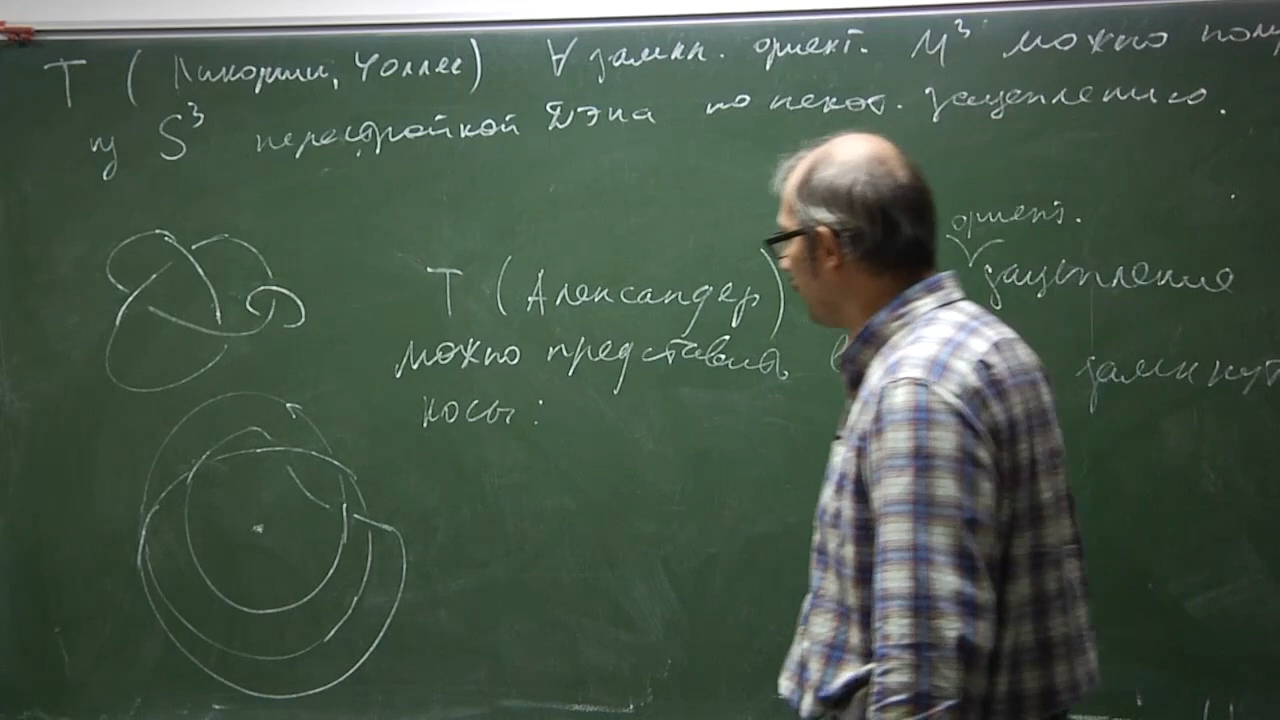 Т (Ликориш, Уоллес) ∀ замкн. ориент. M³ можно пол
из S³ перестройкой Дэна по некот. зацеплению.
ориент.
Т (Александер) зацепление
можно представить в замкнут
косы: